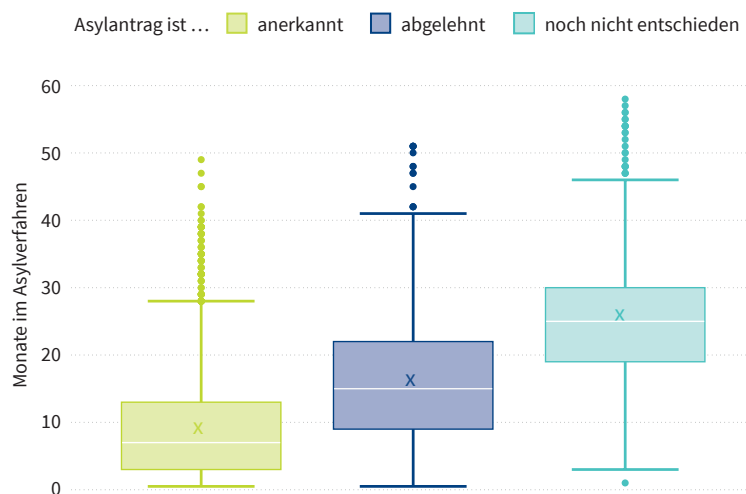 Asylantrag ist … anerkannt abgelehnt noch nicht entschieden
Monate im Asylverfahren
60
50
40
30
20
10
0
x
x
x